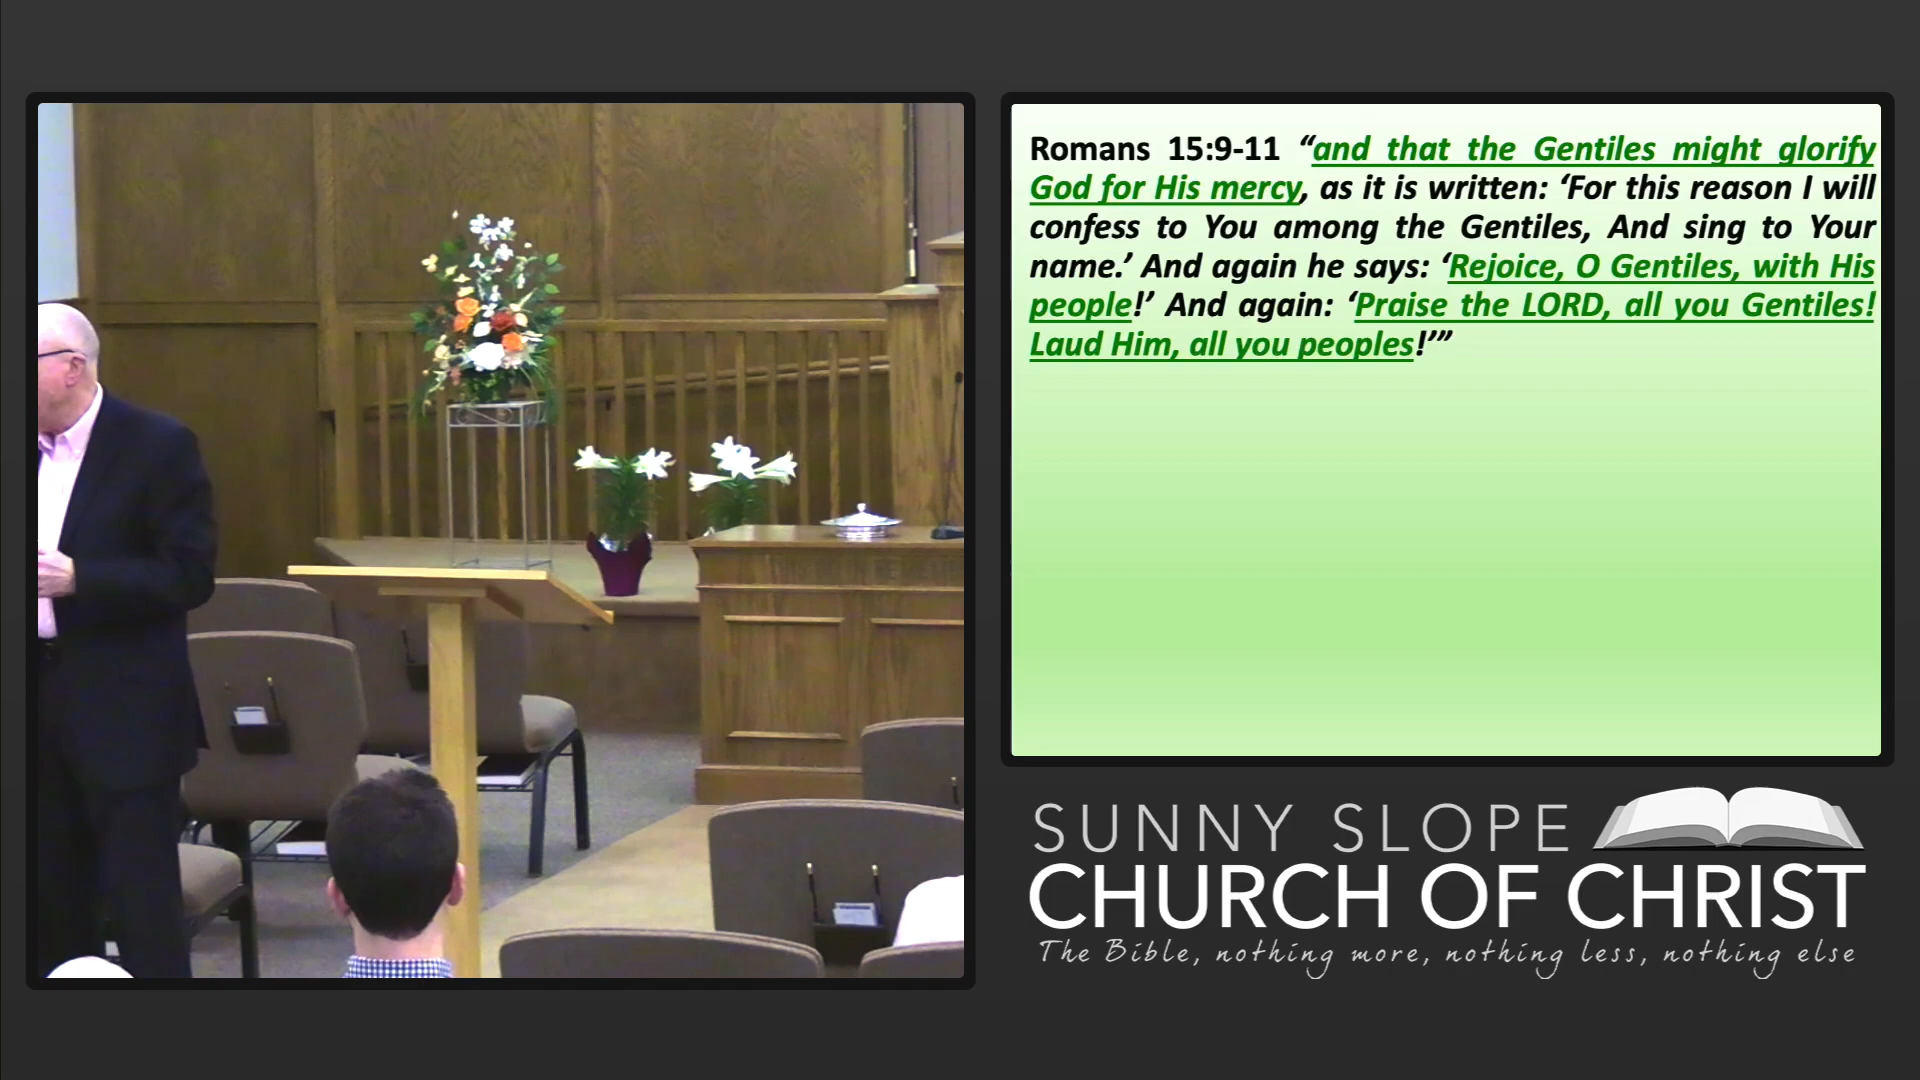 Romans 15:9-11 “and that the Gentiles might glorify
God for His mercy, as it is written: ‘For this reason I will
confess to You among the Gentiles, And sing to Your
name.’ And again he says: ‘Rejoice, O Gentiles, with His
people!’ And again: ‘Praise the LORD, all you Gentiles!
Laud Him, all you peoples!’”
SUNNY SLOPE
CHURCH OF CHRIST
The Bible, nothing more, nothing less, nothing else